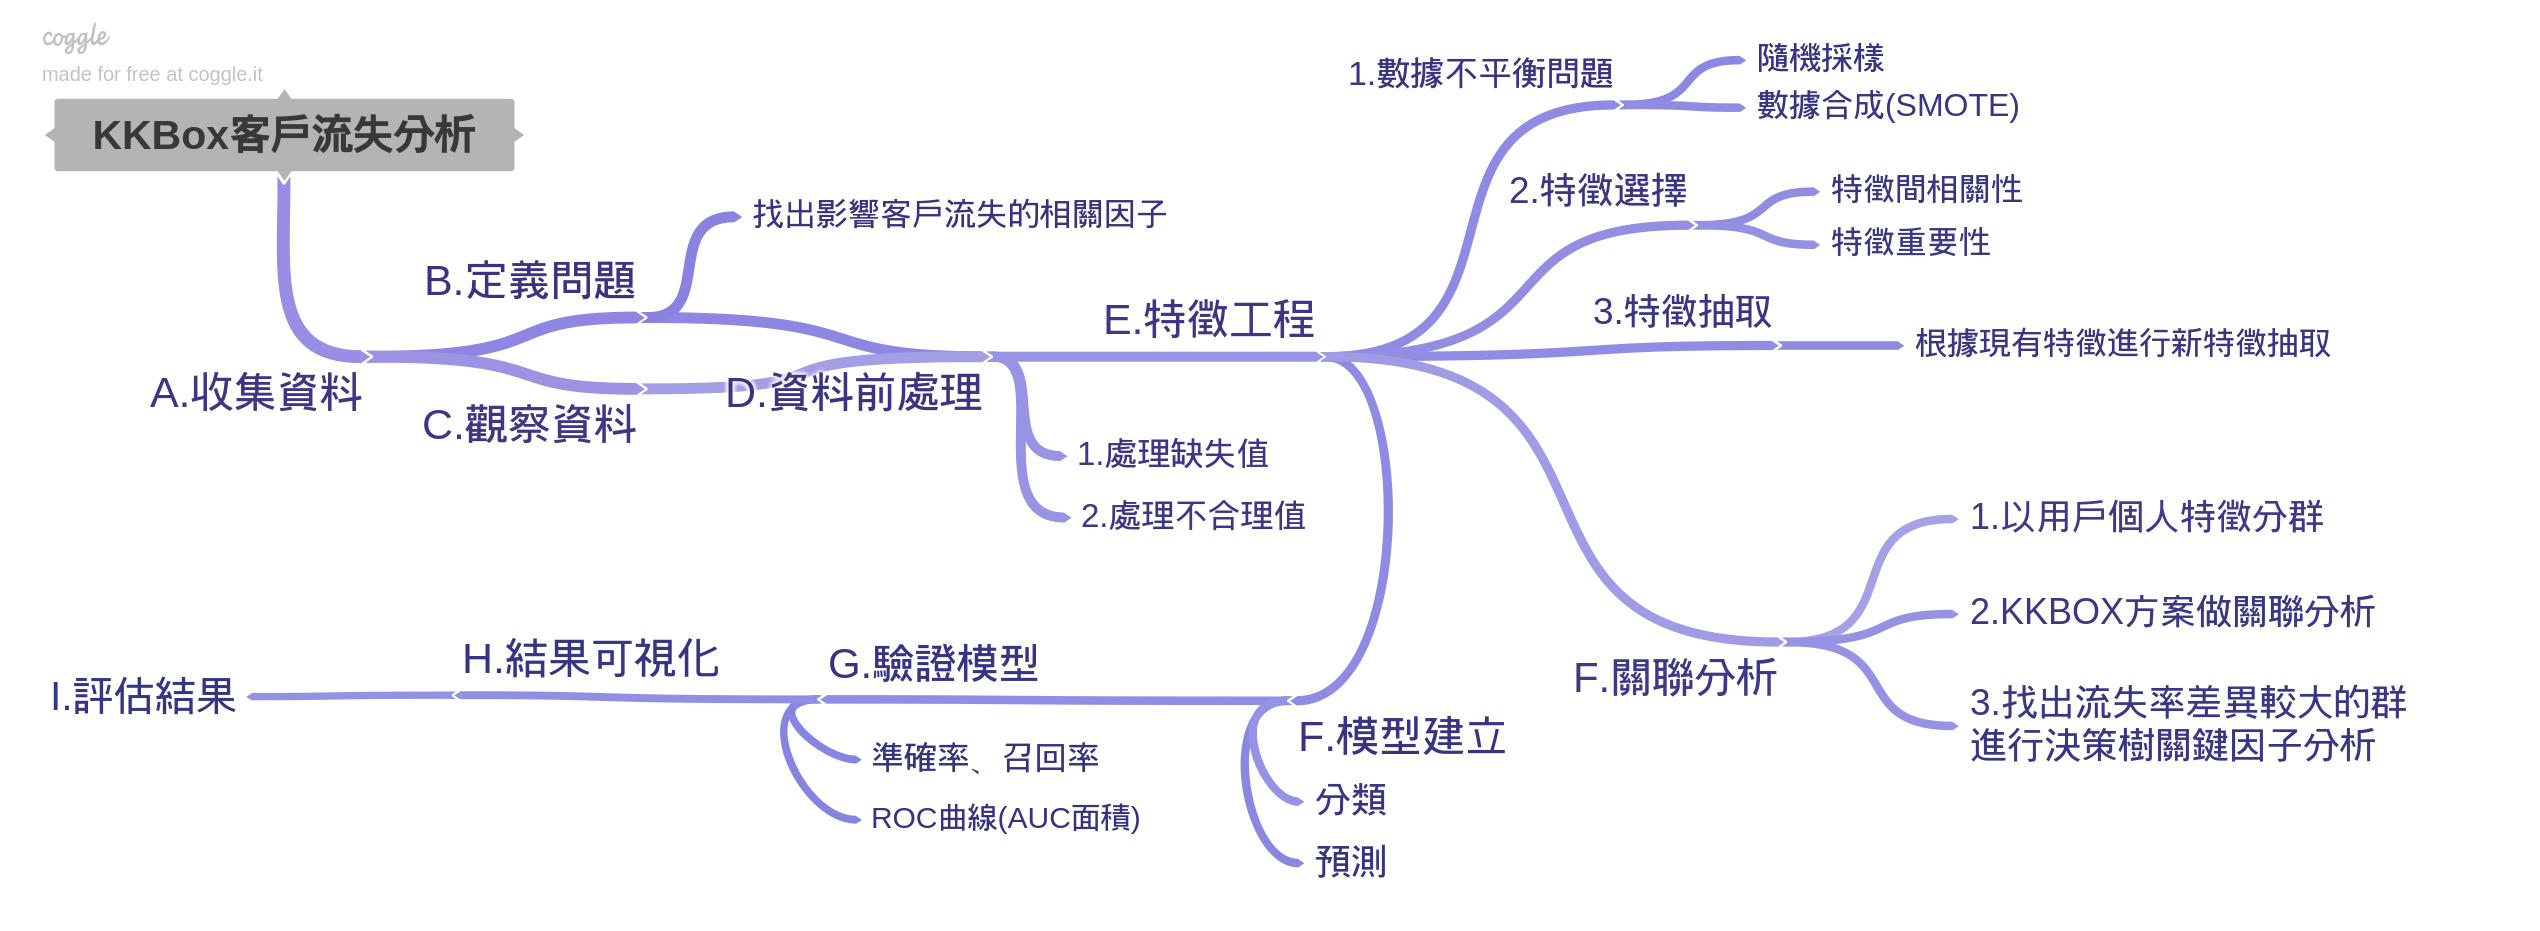 coggle
made for free at coggle.it
KKBox客戶流失分析
A.收集資料
B.定義問題
找出影響客戶流失的相關因子
C.觀察資料
D.資料前處理
1.處理缺失值
2.處理不合理值
E.特徵工程
1.數據不平衡問題
隨機採樣
數據合成(SMOTE)
2.特徵選擇
特徵間相關性
特徵重要性
3.特徵抽取
根據現有特徵進行新特徵抽取
F.關聯分析
1.以用戶個人特徵分群
2.KKBOX方案做關聯分析
3.找出流失率差異較大的群
進行決策樹關鍵因子分析
F.模型建立
分類
預測
G.驗證模型
準確率、召回率
ROC曲線(AUC面積)
H.結果可視化
I.評估結果